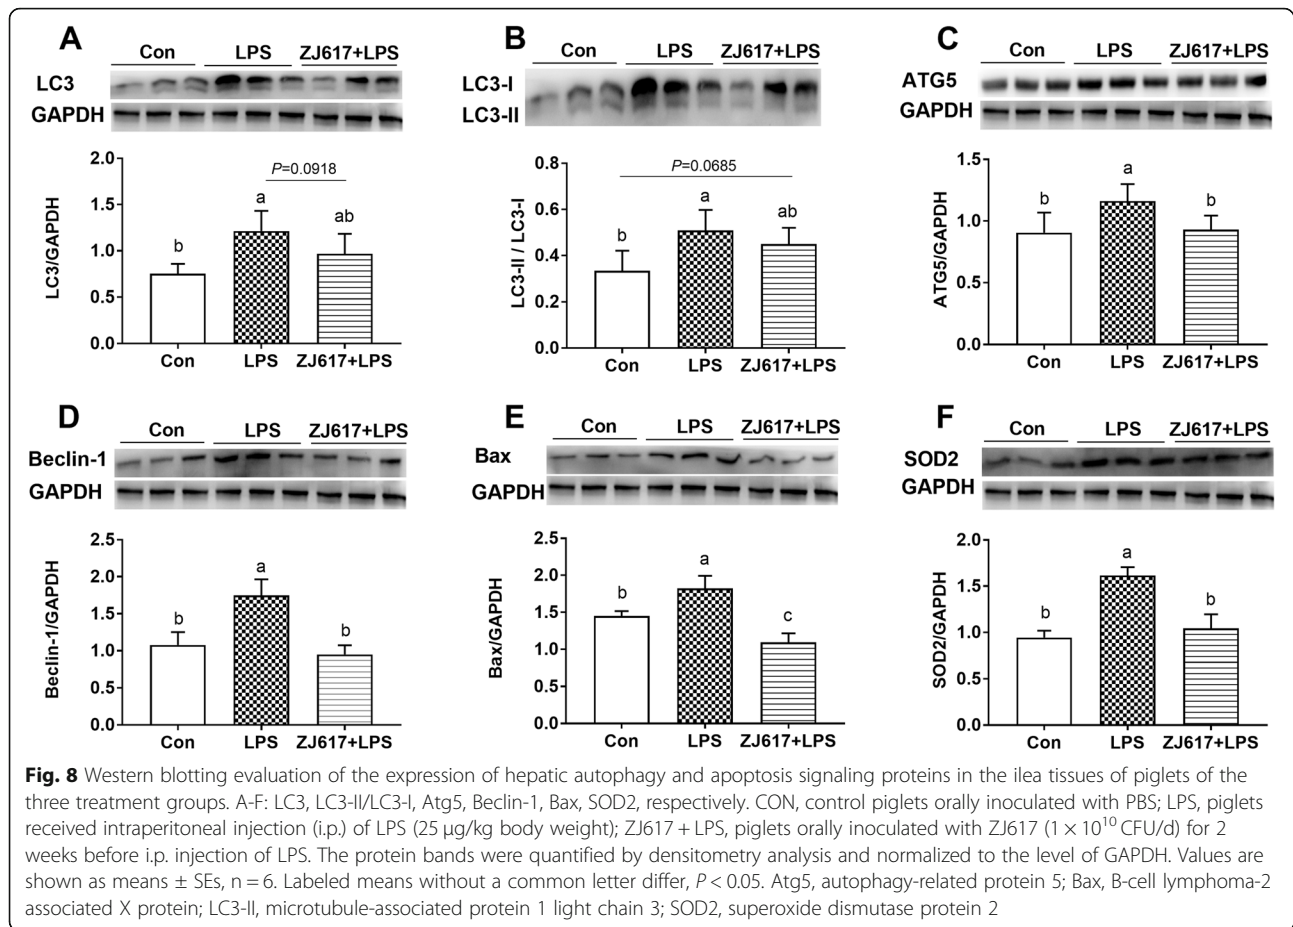 A
Con LPS ZJ617+LPS
LC3
GAPDH
LC3/GAPDH
2.0
1.5
1.0
0.5
0.0
P=0.0918
b
a
ab
Con LPS ZJ617+LPS
B
Con LPS ZJ617+LPS
LC3-I
LC3-II
LC3-II / LC3-I
0.8
0.6
0.4
0.2
0.0
P=0.0685
b
a
ab
Con LPS ZJ617+LPS
C
Con LPS ZJ617+LPS
ATG5
GAPDH
ATG5/GAPDH
1.5
1.0
0.5
0.0
b
a
b
Con LPS ZJ617+LPS
D
Con LPS ZJ617+LPS
Beclin-1
GAPDH
Beclin-1/GAPDH
2.5
2.0
1.5
1.0
0.5
0.0
b
a
b
Con LPS ZJ617+LPS
E
Con LPS ZJ617+LPS
Bax
GAPDH
Bax/GAPDH
2.5
2.0
1.5
1.0
0.5
0.0
b
a
c
Con LPS ZJ617+LPS
F
Con LPS ZJ617+LPS
SOD2
GAPDH
SOD2/GAPDH
2.0
1.5
1.0
0.5
0.0
b
a
b
Con LPS ZJ617+LPS
Fig. 8 Western blotting evaluation of the expression of hepatic autophagy and apoptosis signaling proteins in the ilea tissues of piglets of the
three treatment groups. A-F: LC3, LC3-II/LC3-I, Atg5, Beclin-1, Bax, SOD2, respectively. CON, control piglets orally inoculated with PBS; LPS, piglets
received intraperitoneal injection (i.p.) of LPS (25 μg/kg body weight); ZJ617 + LPS, piglets orally inoculated with ZJ617 (1 × 10¹⁰ CFU/d) for 2
weeks before i.p. injection of LPS. The protein bands were quantified by densitometry analysis and normalized to the level of GAPDH. Values are
shown as means ± SEs, n = 6. Labeled means without a common letter differ, P < 0.05. Atg5, autophagy-related protein 5; Bax, B-cell lymphoma-2
associated X protein; LC3-II, microtubule-associated protein 1 light chain 3; SOD2, superoxide dismutase protein 2